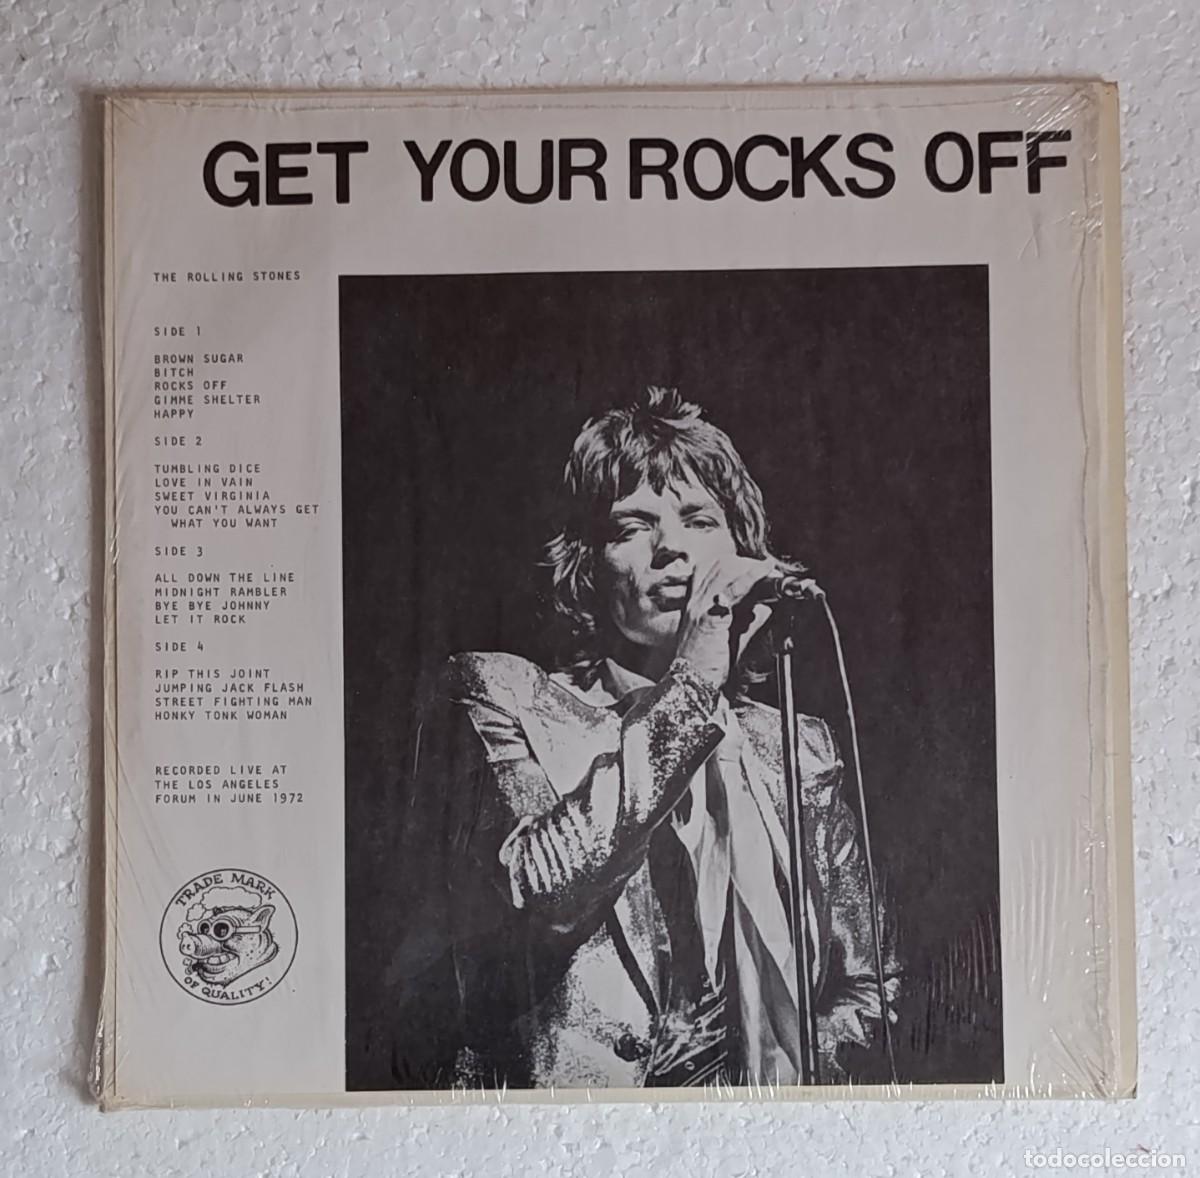 GET YOUR ROCKS OFF
THE ROLLING STONES
SIDE 1
BROWN SUGAR
BITCH
ROCKS OFF
GIMME SHELTER
HAPPY
SIDE 2
TUMBLING DICE
LOVE IN VAIN
SWEET VIRGINIA
YOU CAN'T ALWAYS GET
WHAT YOU WANT
SIDE 3
ALL DOWN THE LINE
MIDNIGHT RAMBLER
BYE BYE JOHNNY
LET IT ROCK
SIDE 4
RIP THIS JOINT
JUMPING JACK FLASH
STREET FIGHTING MAN
HONKY TONK WOMAN
RECORDED LIVE AT
THE LOS ANGELES
FORUM IN JUNE 1972
TRADE MARK
OF QUALITY!
todocoleccion